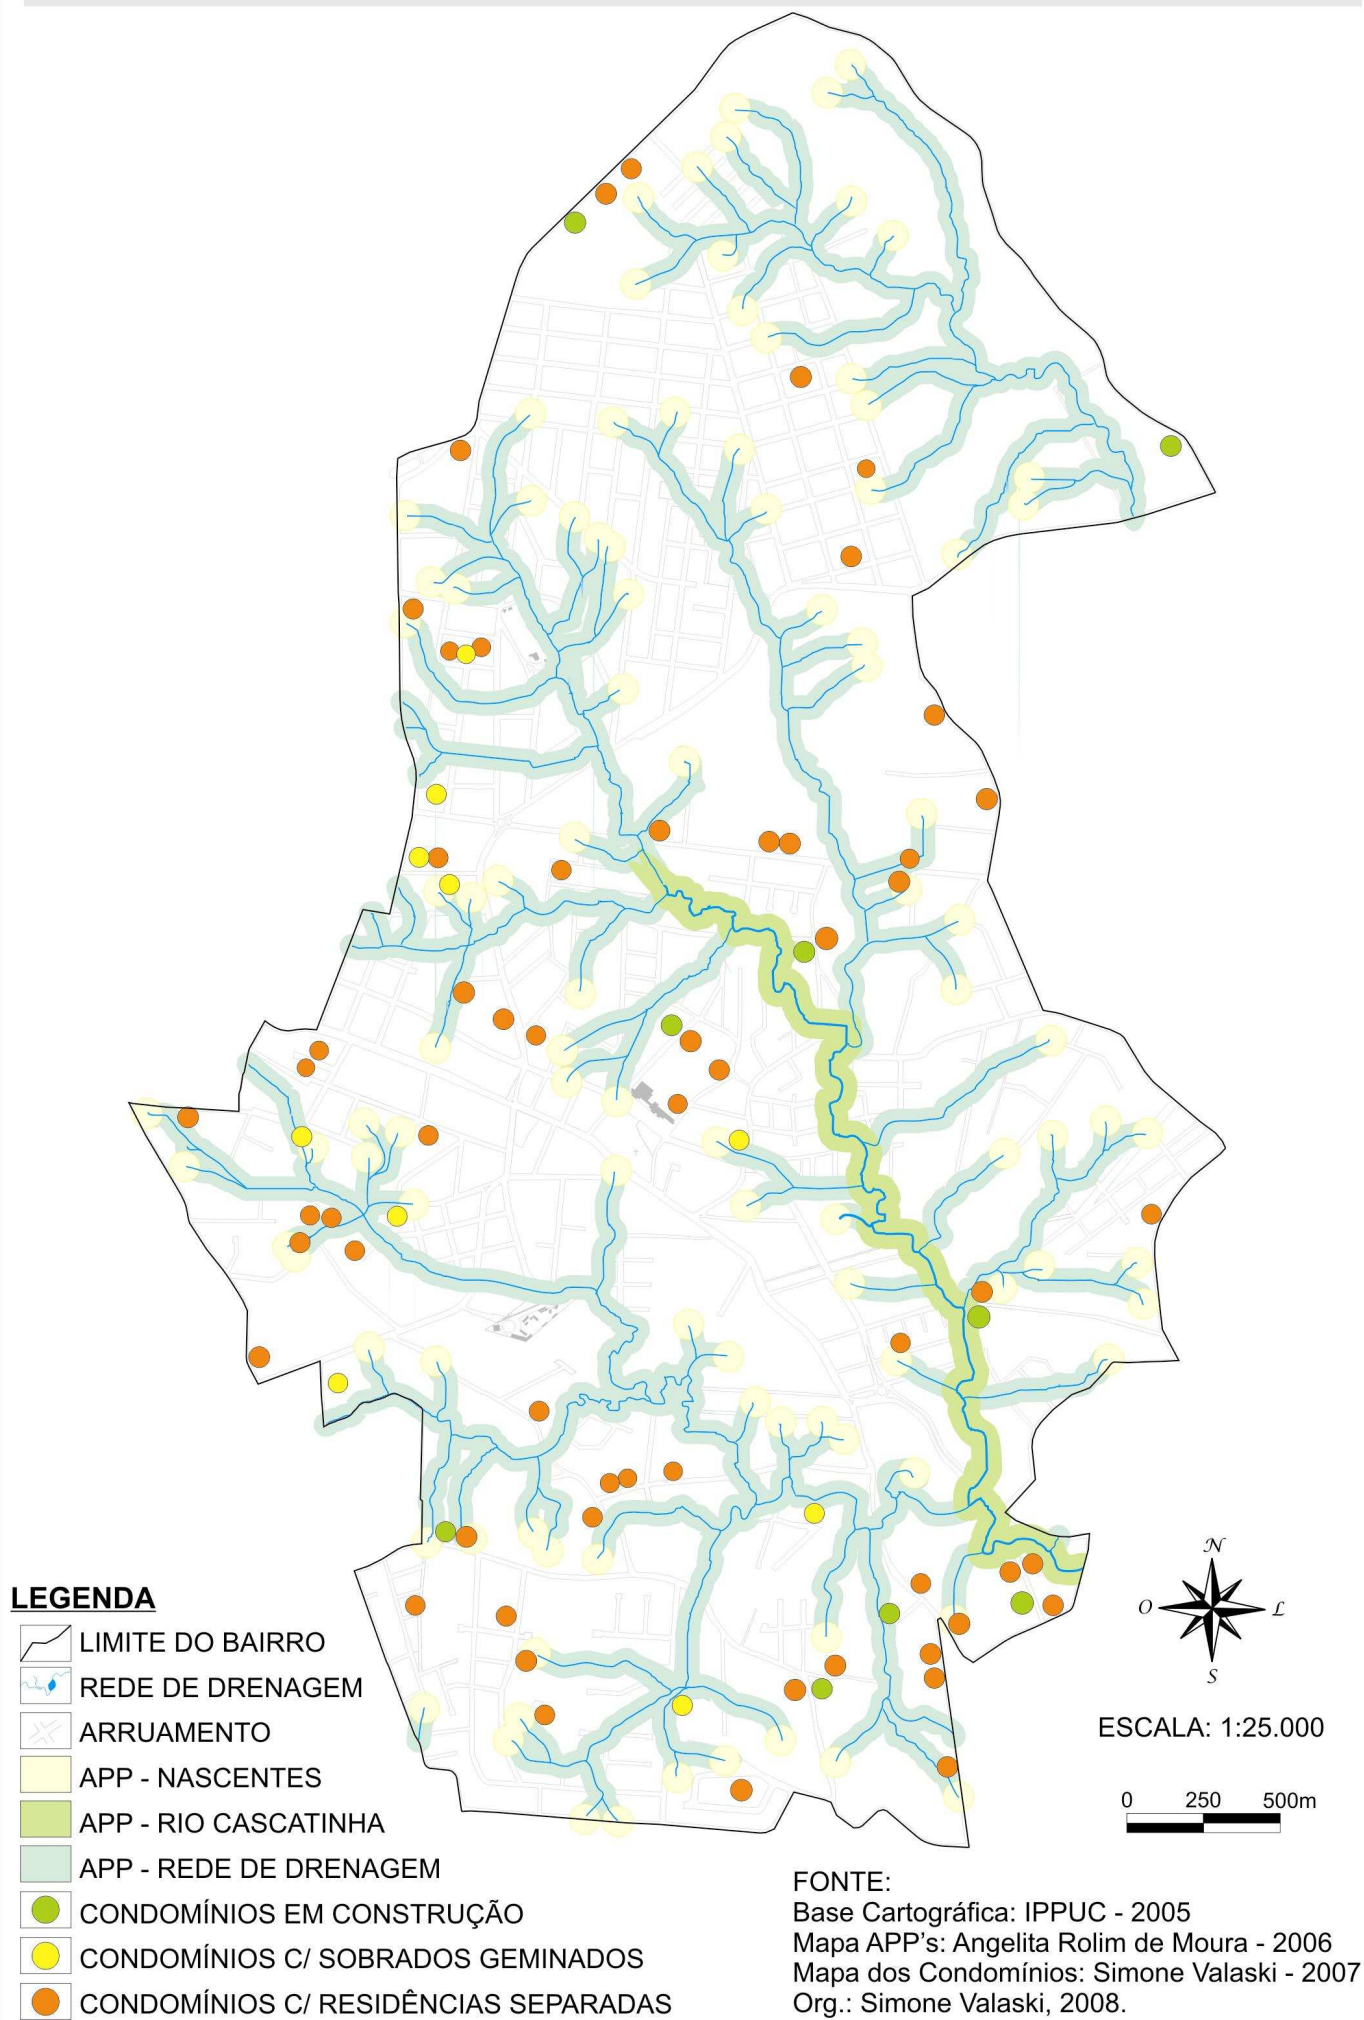 LEGENDA
LIMITE DO BAIRRO
REDE DE DRENAGEM
ARRUAMENTO
APP - NASCENTES
APP - RIO CASCATINHA
APP - REDE DE DRENAGEM
CONDOMÍNIOS EM CONSTRUÇÃO
CONDOMÍNIOS C/ SOBRADOS GEMINADOS
CONDOMÍNIOS C/ RESIDÊNCIAS SEPARADAS
N
O
L
S
ESCALA: 1:25.000
0 250 500m
FONTE:
Base Cartográfica: IPPUC - 2005
Mapa APP's: Angelita Rolim de Moura - 2006
Mapa dos Condomínios: Simone Valaski - 2007
Org.: Simone Valaski, 2008.